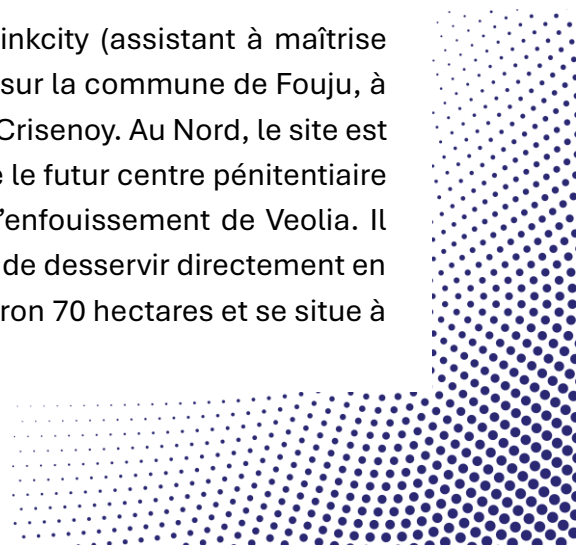 inkcity (assistant à maîtrise
sur la commune de Fouju, à
Crisenoy. Au Nord, le site est
le futur centre pénitentiaire
l'enfouissement de Veolia. Il
de desservir directement en
ron 70 hectares et se situe à